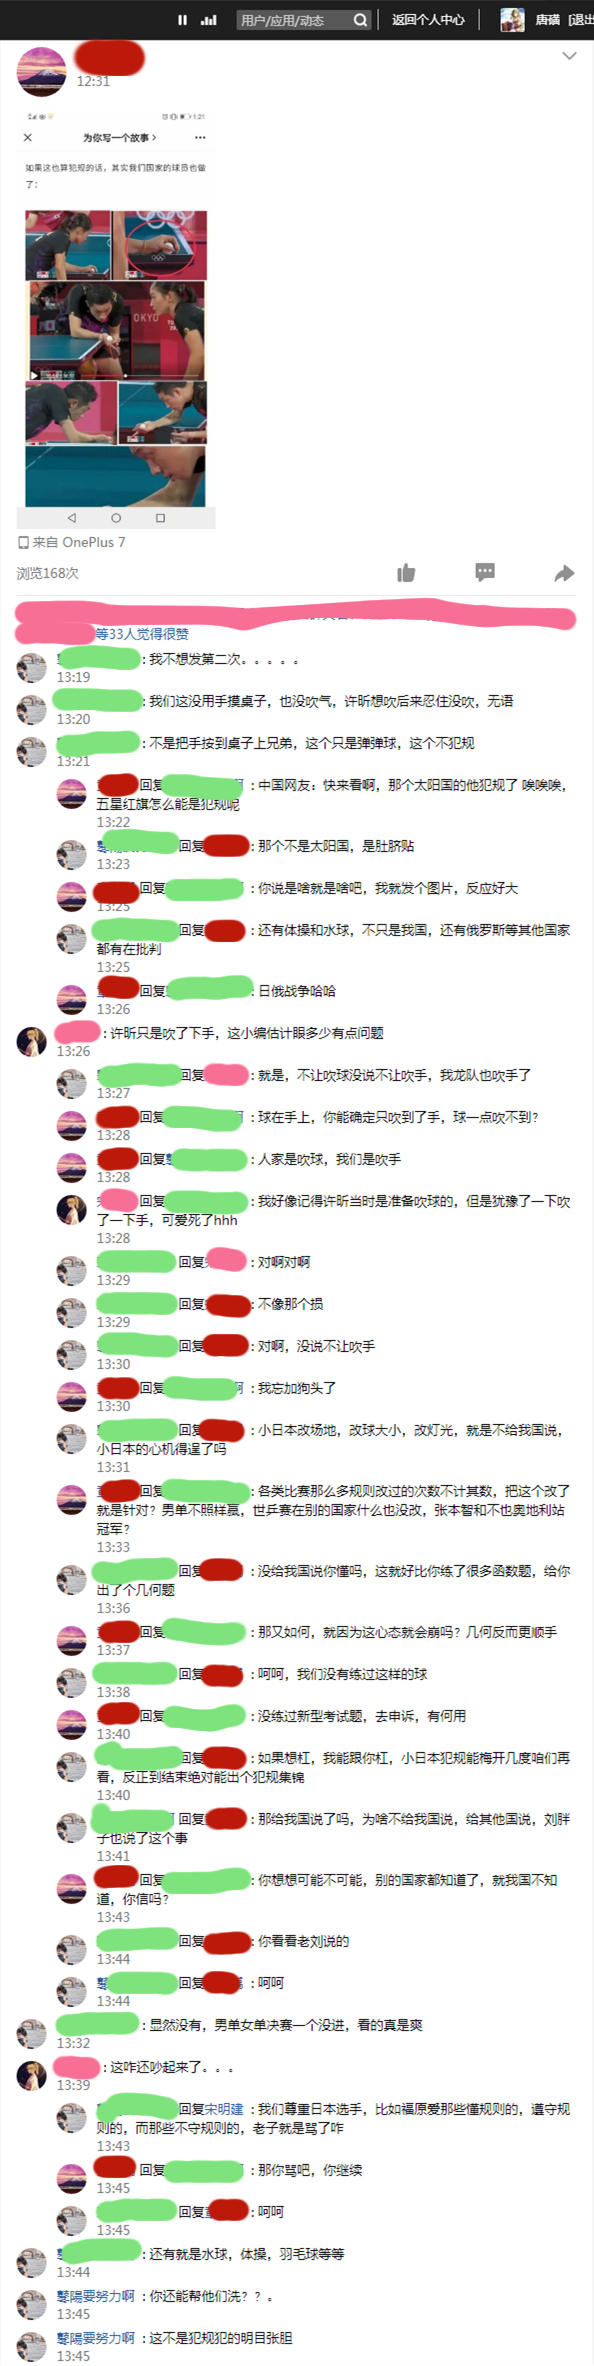 用户/应用/动态
返回个人中心
唐磺 [退出
12:31
1:21
为你写一个故事 >
如果这也算犯规的话，其实我们国家的球员也做
了：
OKYO
来自 OnePlus 7
浏览168次
等33人觉得很赞
: 我不想发第二次。。。。。
13:19
: 我们这没用手摸桌子，也没吹气，许昕想吹后来忍住没吹，无语
13:20
: 不是把手按到桌子上兄弟，这个只是弹弹球，这个不犯规
13:21
回复 : 中国网友：快来看啊，那个太阳国的他犯规了 唉唉唉，
五星红旗怎么能是犯规呢
13:22
回复 : 那个不是太阳国，是肚脐贴
13:23
回复 : 你说是啥就是啥吧，我就发个图片，反应好大
13:25
回复 : 还有体操和水球，不只是我国，还有俄罗斯等其他国家
都有在批判
13:25
回复 : 日俄战争哈哈
13:26
: 许昕只是吹了下手，这小编估计眼多少有点问题
13:26
回复 : 就是，不让吹球没说不让吹手，我龙队也吹手了
13:27
回复 : 球在手上，你能确定只吹到了手，球一点吹不到？
13:28
回复 : 人家是吹球，我们是吹手
13:28
回复 : 我好像记得许昕当时是准备吹球的，但是犹豫了一下吹
了一下手，可爱死了hhh
13:28
回复 : 对啊对啊
13:29
回复 : 不像那个损
13:29
回复 : 对啊，没说不让吹手
13:30
回复 啊 : 我忘加狗头了
13:30
回复 : 小日本改场地，改球大小，改灯光，就是不给我国说，
小日本的心机得逞了吗
13:31
回复 : 各类比赛那么多规则改过的次数不计其数，把这个改了
就是针对？男单不照样赢，世乒赛在别的国家什么也没改，张本智和不也奥地利站
冠军？
13:33
回复 : 没给我国说你懂吗，这就好比你练了很多函数题，给你
出了个几何题
13:36
回复 : 那又如何，就因为这心态就会崩吗？几何反而更顺手
13:37
回复 : 呵呵，我们没有练过这样的球
13:38
回复 : 没练过新型考试题，去申诉，有何用
13:40
回复 : 如果想杠，我能跟你杠，小日本犯规能梅开几度咱们再
看，反正到结束绝对能出个犯规集锦
13:40
回复 : 那给我国说了吗，为啥不给我国说，给其他国说，刘胖
子也说了这个事
13:41
回复 : 你想想可能不可能，别的国家都知道了，就我国不知
道，你信吗？
13:43
回复 : 你看看老刘说的
13:44
回复 : 呵呵
13:44
: 显然没有，男单女单决赛一个没进，看的真是爽
13:32
: 这咋还吵起来了。。。
13:39
回复宋明建 : 我们尊重日本选手，比如福原爱那些懂规则的，遵守规
则的，而那些不守规则的，老子就是骂了咋
13:43
回复 : 那你骂吧，你继续
13:45
回复 : 呵呵
13:45
: 还有就是水球，体操，羽毛球等等
13:44
鼕陽要努力啊 : 你还能帮他们洗？？。
13:45
鼕陽要努力啊 : 这不是犯规犯的明目张胆
13:45